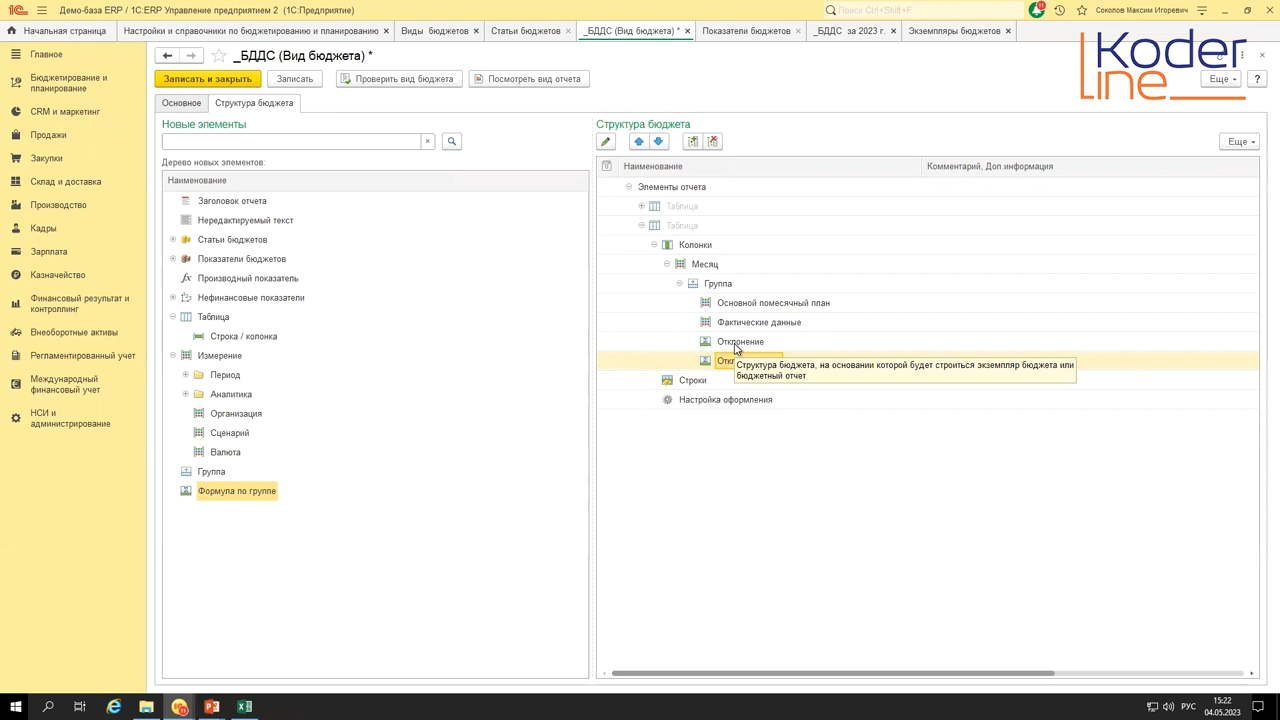 Демо-база ERP / 1С:ERP Управление предприятием 2 (1С:Предприятие)
Поиск Ctrl+Shift+F
11
Соколов Максим Игоревич
Начальная страница
Настройки и справочники по бюджетированию и планированию
Виды бюджетов
Статьи бюджетов
_БДДС (Вид бюджета) *
Показатели бюджетов
_БДДС за 2023 г.
Экземпляры бюджетов
Koder
line
Главное
Бюджетирование и
планирование
CRM и маркетинг
Продажи
Закупки
Склад и доставка
Производство
Кадры
Зарплата
Казначейство
Финансовый результат и
контроллинг
Внеоборотные активы
Регламентированный учет
Международный
финансовый учет
НСИ и
администрирование
_БДДС (Вид бюджета) *
Записать и закрыть
Записать
Проверить вид бюджета
Посмотреть вид отчета
Еще
?
Основное
Структура бюджета
Новые элементы
Дерево новых элементов:
Наименование
Заголовок отчета
Нередактируемый текст
Статьи бюджетов
Показатели бюджетов
Производный показатель
Нефинансовые показатели
Таблица
Строка / колонка
Измерение
Период
Аналитика
Организация
Сценарий
Валюта
Группа
Формула по группе
Структура бюджета
Еще
Наименование
Комментарий, Доп.информация
Элементы отчета
Таблица
Таблица
Колонки
Месяц
Группа
Основной помесячный план
Фактические данные
Отклонение
Структура бюджета, на основании которой будет строиться экземпляр бюджета или
бюджетный отчет
Строки
Настройка оформления
РУС
15:22
04.05.2023